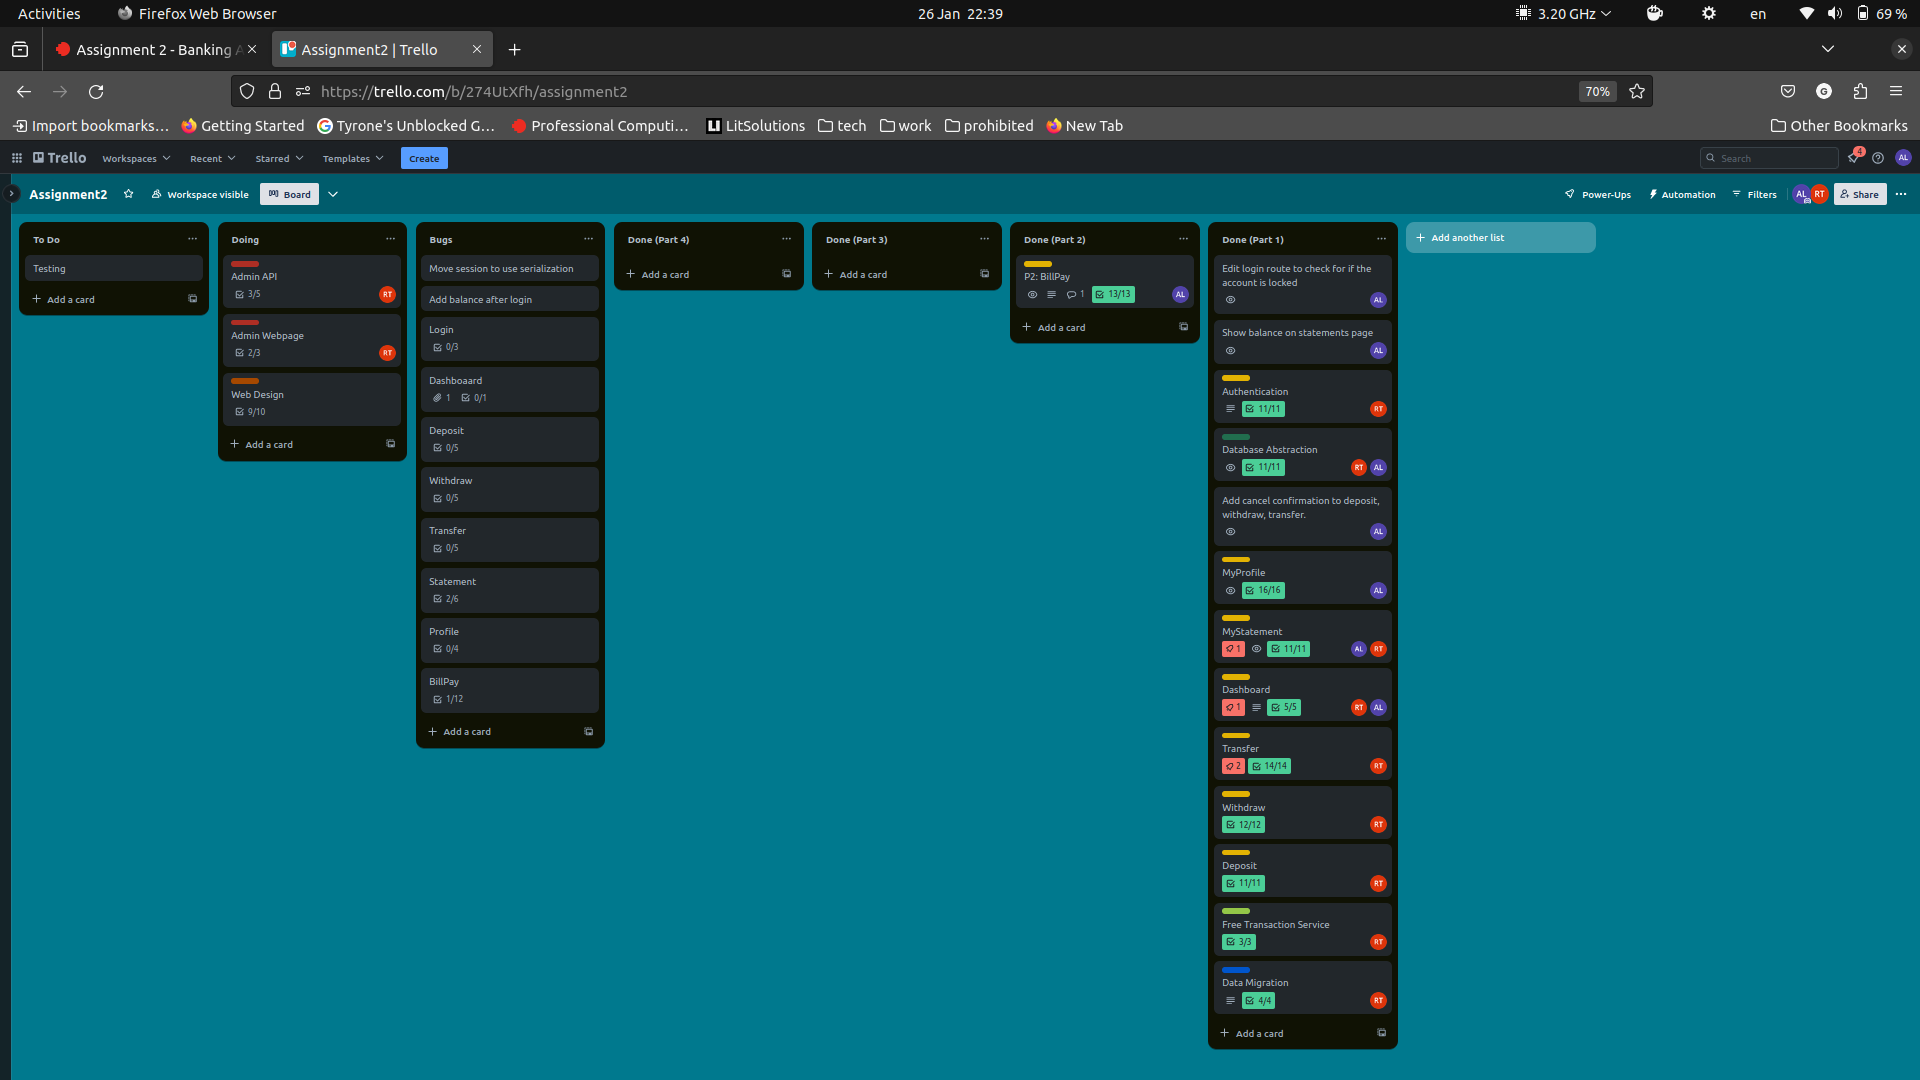 Activities Firefox Web Browser 26 Jan 22:39 3.20 GHz en 69 %
Assignment 2 - Banking A Assignment2 | Trello
https://trello.com/b/274UtXfh/assignment2 70% G
Import bookmarks... Getting Started Tyrone's Unblocked G... Professional Computi... LitSolutions tech work prohibited New Tab Other Bookmarks
Trello Workspaces Recent Starred Templates Create Search 4 AL
Assignment2 Workspace visible Board Power-Ups Automation Filters AL RT Share
To Do
Testing
Add a card
Doing
Admin API
3/5 RT
Admin Webpage
2/3 RT
Web Design
9/10
Add a card
Bugs
Move session to use serialization
Add balance after login
Login
0/3
Dashboaard
1 0/1
Deposit
0/5
Withdraw
0/5
Transfer
0/5
Statement
2/6
Profile
0/4
BillPay
1/12
Add a card
Done (Part 4)
Add a card
Done (Part 3)
Add a card
Done (Part 2)
P2: BillPay
1 13/13 AL
Add a card
Done (Part 1)
Edit login route to check for if the
account is locked
AL
Show balance on statements page
AL
Authentication
11/11 RT
Database Abstraction
11/11 RT AL
Add cancel confirmation to deposit,
withdraw, transfer.
AL
MyProfile
16/16 AL
MyStatement
1 11/11 AL RT
Dashboard
1 5/5 RT AL
Transfer
2 14/14 RT
Withdraw
12/12 RT
Deposit
11/11 RT
Free Transaction Service
3/3 RT
Data Migration
4/4 RT
Add a card
Add another list